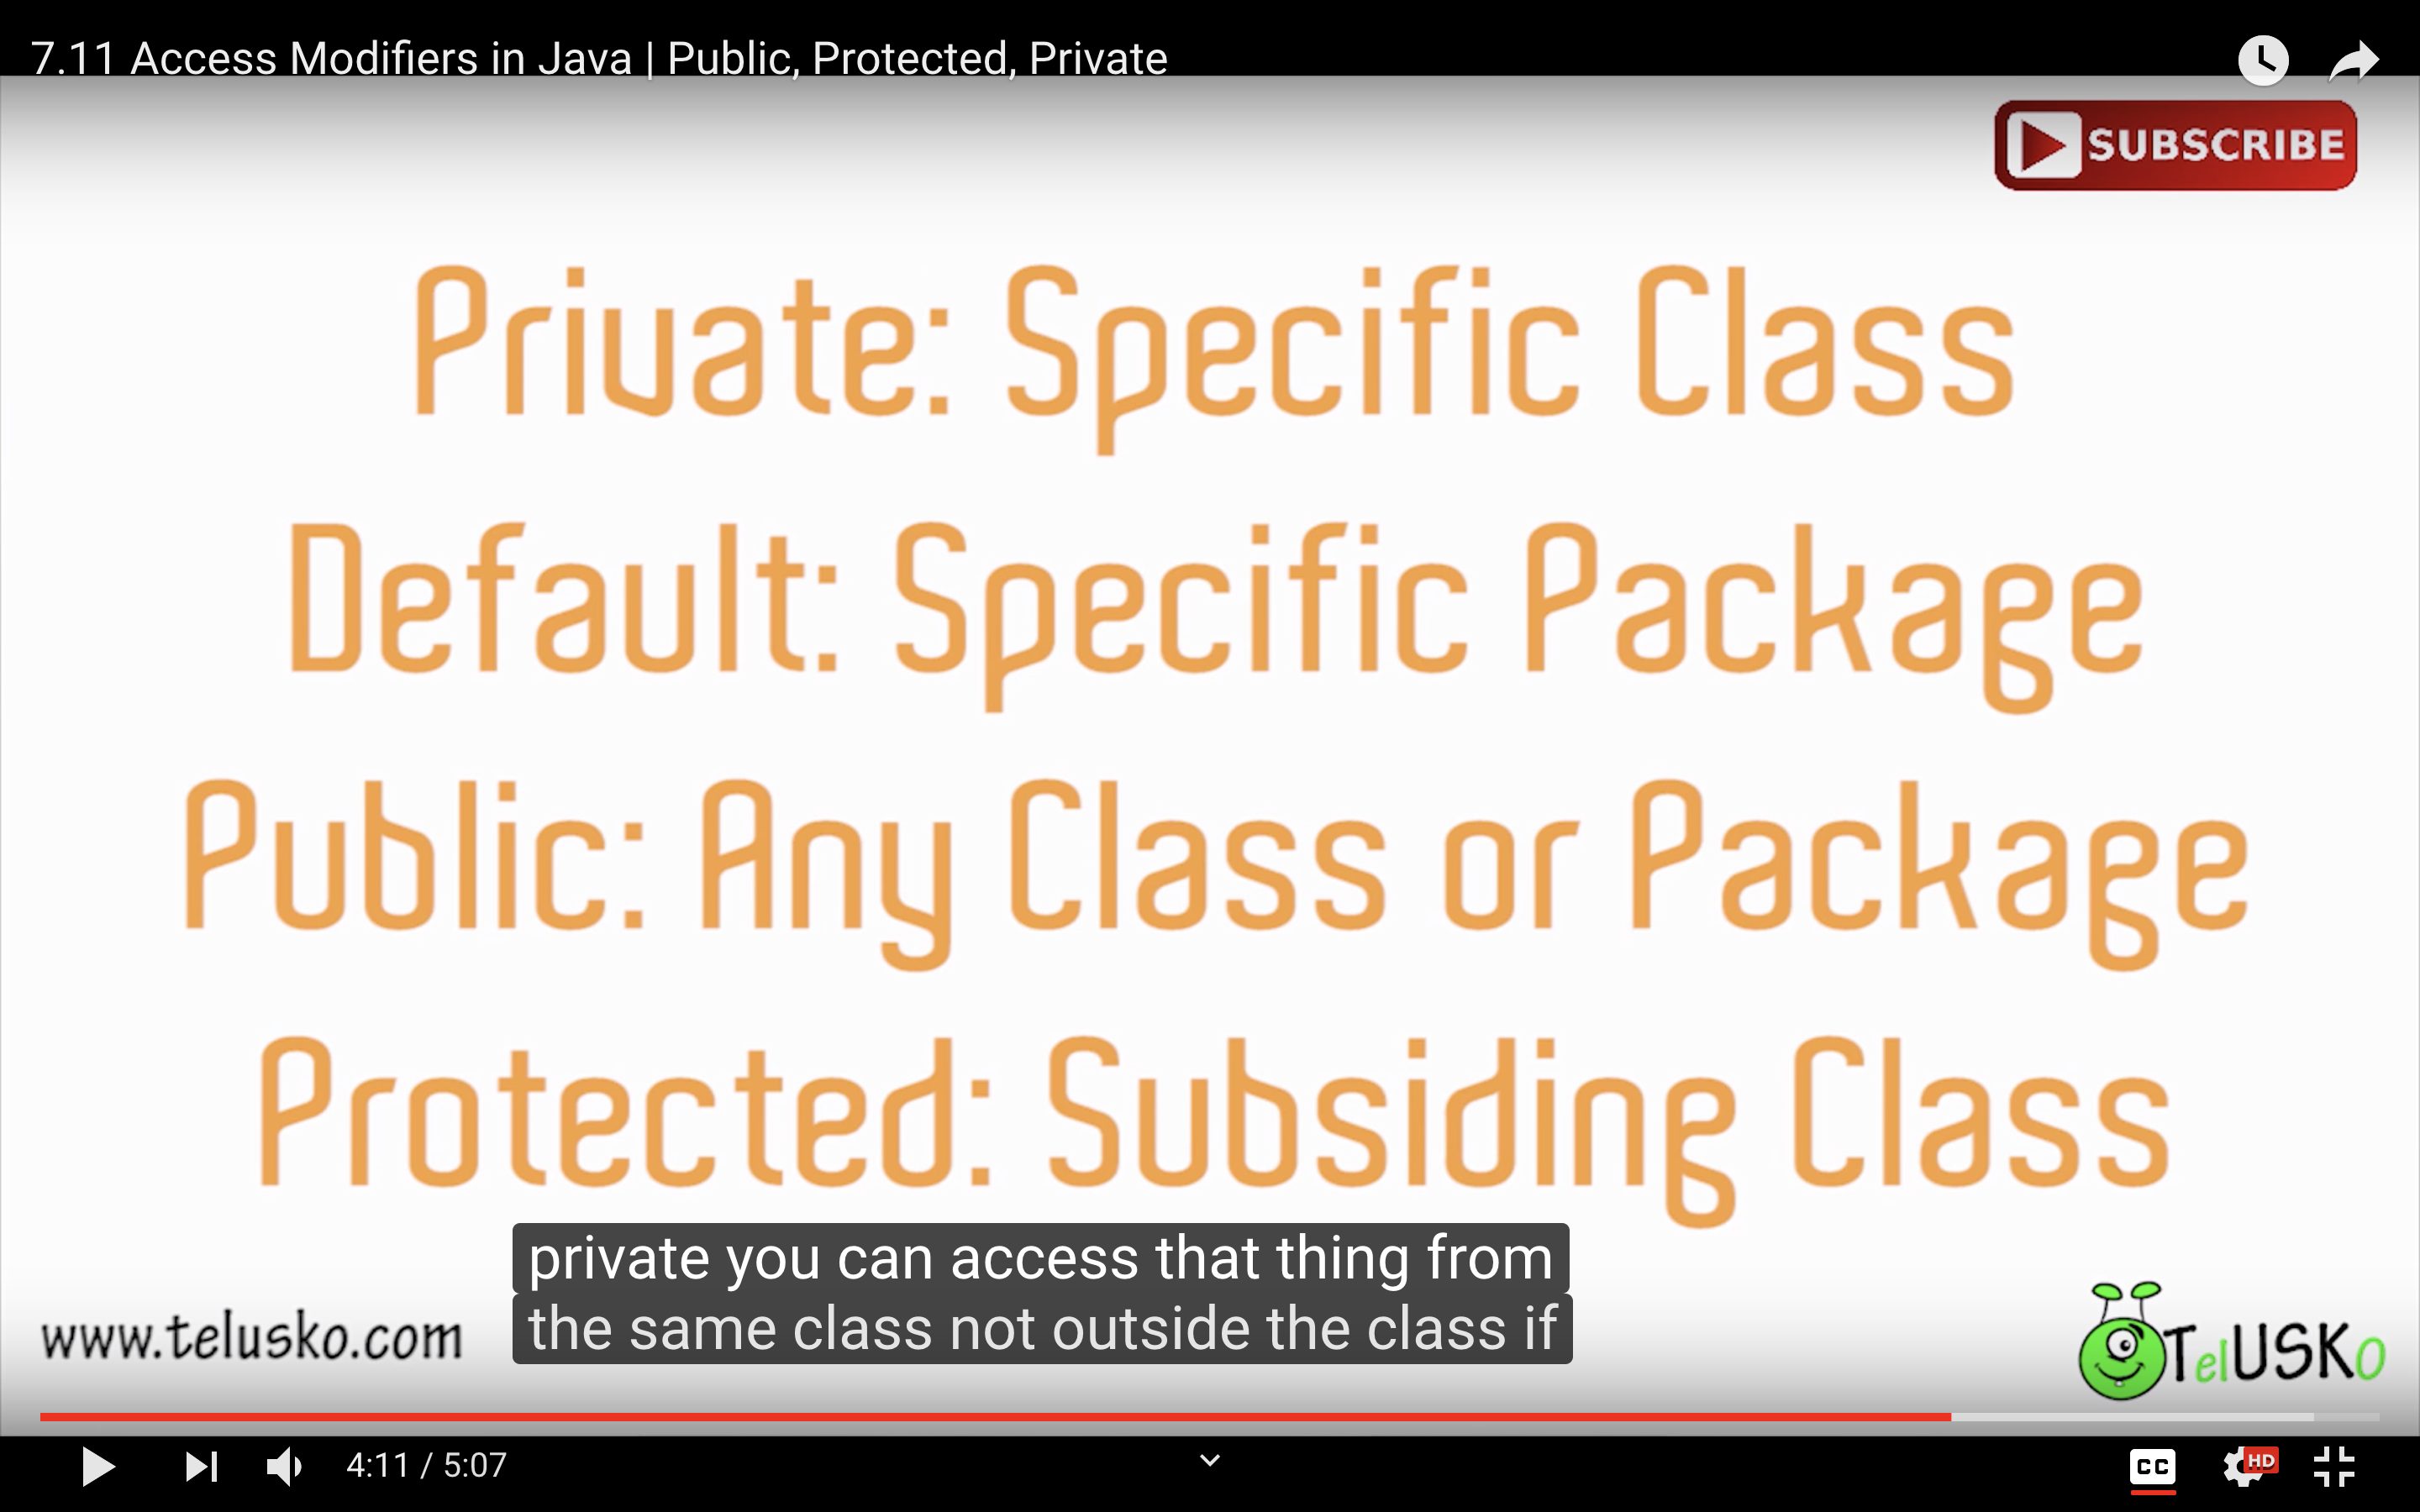 7.11 Access Modifiers in Java | Public, Protected, Private
SUBSCRIBE
Private: Specific Class
Default: Specific Package
Public: Any Class or Package
Protected: Subsiding Class
private you can access that thing from
the same class not outside the class if
www.telusko.com
TelUSKO
4:11 / 5:07
CC
HD